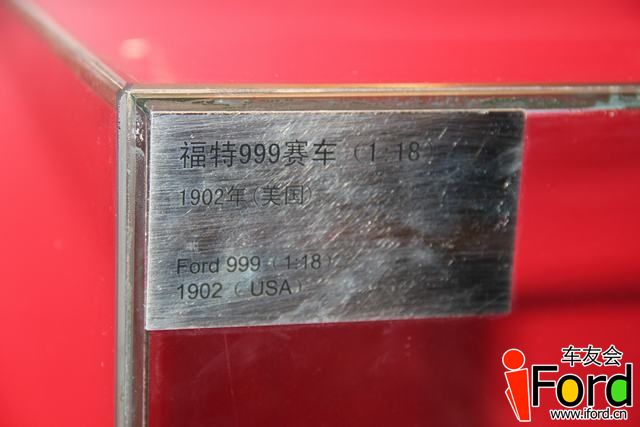 福特999赛车（1:18）
1902年(美国)
Ford 999（1:18）
1902（USA）
车友会
iFord
www.iford.cn